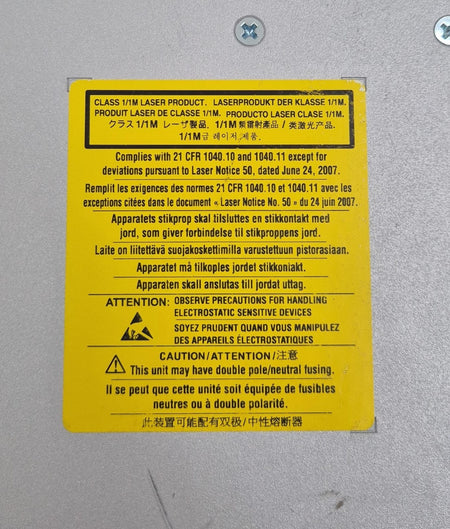 CLASS 1/1M LASER PRODUCT. LASERPRODUKT DER KLASSE 1/1M.
PRODUIT LASER DE CLASSE 1/1M. PRODUCTO LASER CLASE 1/1M.
クラス 1/1M レーザ製品. 1/1M 類鐳射產品 / 类激光产品.
1/1M급 레이저제품.
Complies with 21 CFR 1040.10 and 1040.11 except for
deviations pursuant to Laser Notice 50, dated June 24, 2007.
Remplit les exigences des normes 21 CFR 1040.10 et 1040.11 avec les
exceptions citées dans le document « Laser Notice No. 50 » du 24 juin 2007.
Apparatets stikprop skal tilsluttes en stikkontakt med
jord, som giver forbindelse til stikproppens jord.
Laite on liitettävä suojakoskettimilla varustettuun pistorasiaan.
Apparatet må tilkoples jordet stikkoniakt.
Apparaten skall anslutas till jordat uttag.
ATTENTION: OBSERVE PRECAUTIONS FOR HANDLING
ELECTROSTATIC SENSITIVE DEVICES
SOYEZ PRUDENT QUAND VOUS MANIPULEZ
DES APPAREILS ÉLECTROSTATIQUES
CAUTION/ATTENTION/注意
This unit may have double pole/neutral fusing.
Il se peut que cette unité soit équipée de fusibles
neutres ou à double polarité.
此装置可能配有双极/中性熔断器